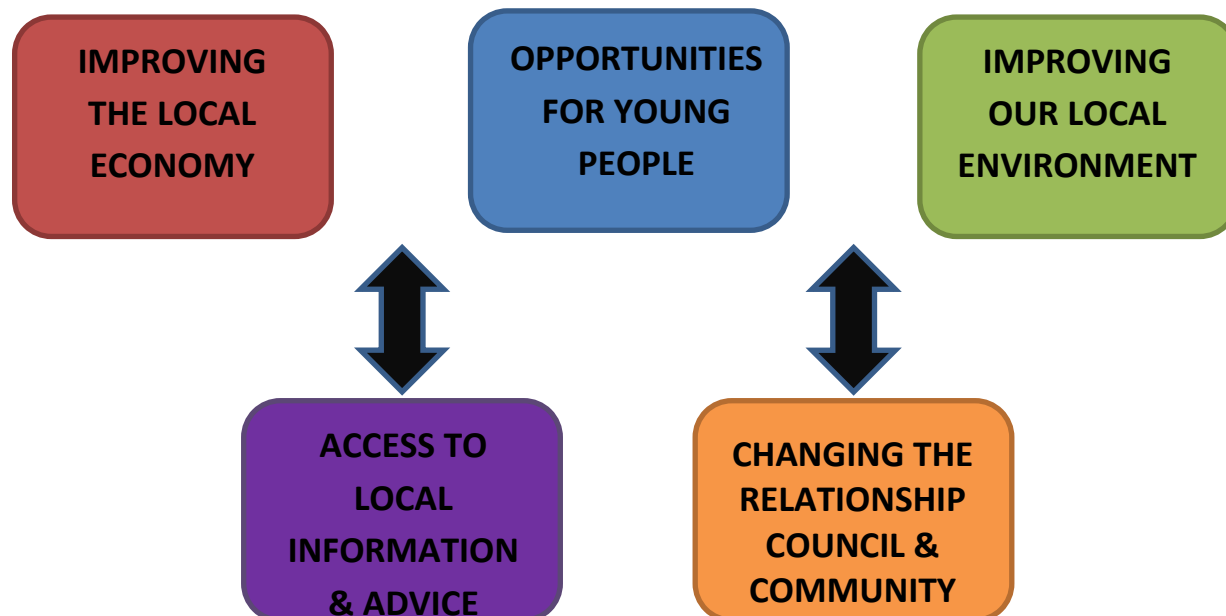 IMPROVING
THE LOCAL
ECONOMY
OPPORTUNITIES
FOR YOUNG
PEOPLE
IMPROVING
OUR LOCAL
ENVIRONMENT
ACCESS TO
LOCAL
INFORMATION
& ADVICE
CHANGING THE
RELATIONSHIP
COUNCIL &
COMMUNITY